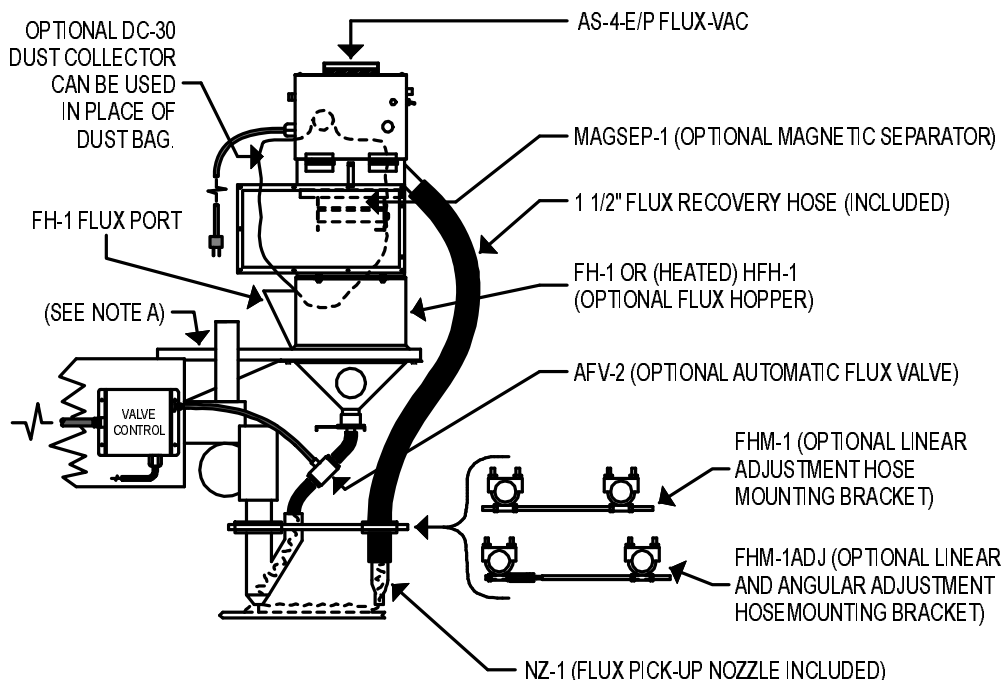 AS-4-E/P FLUX-VAC
OPTIONAL DC-30
DUST COLLECTOR
CAN BE USED
IN PLACE OF
DUST BAG.
MAGSEP-1 (OPTIONAL MAGNETIC SEPARATOR)
1 1/2" FLUX RECOVERY HOSE (INCLUDED)
FH-1 FLUX PORT
FH-1 OR (HEATED) HFH-1
(OPTIONAL FLUX HOPPER)
(SEE NOTE A)
AFV-2 (OPTIONAL AUTOMATIC FLUX VALVE)
VALVE
CONTROL
FHM-1 (OPTIONAL LINEAR
ADJUSTMENT HOSE
MOUNTING BRACKET)
FHM-1ADJ (OPTIONAL LINEAR
AND ANGULAR ADJUSTMENT
HOSEMOUNTING BRACKET)
NZ-1 (FLUX PICK-UP NOZZLE INCLUDED)